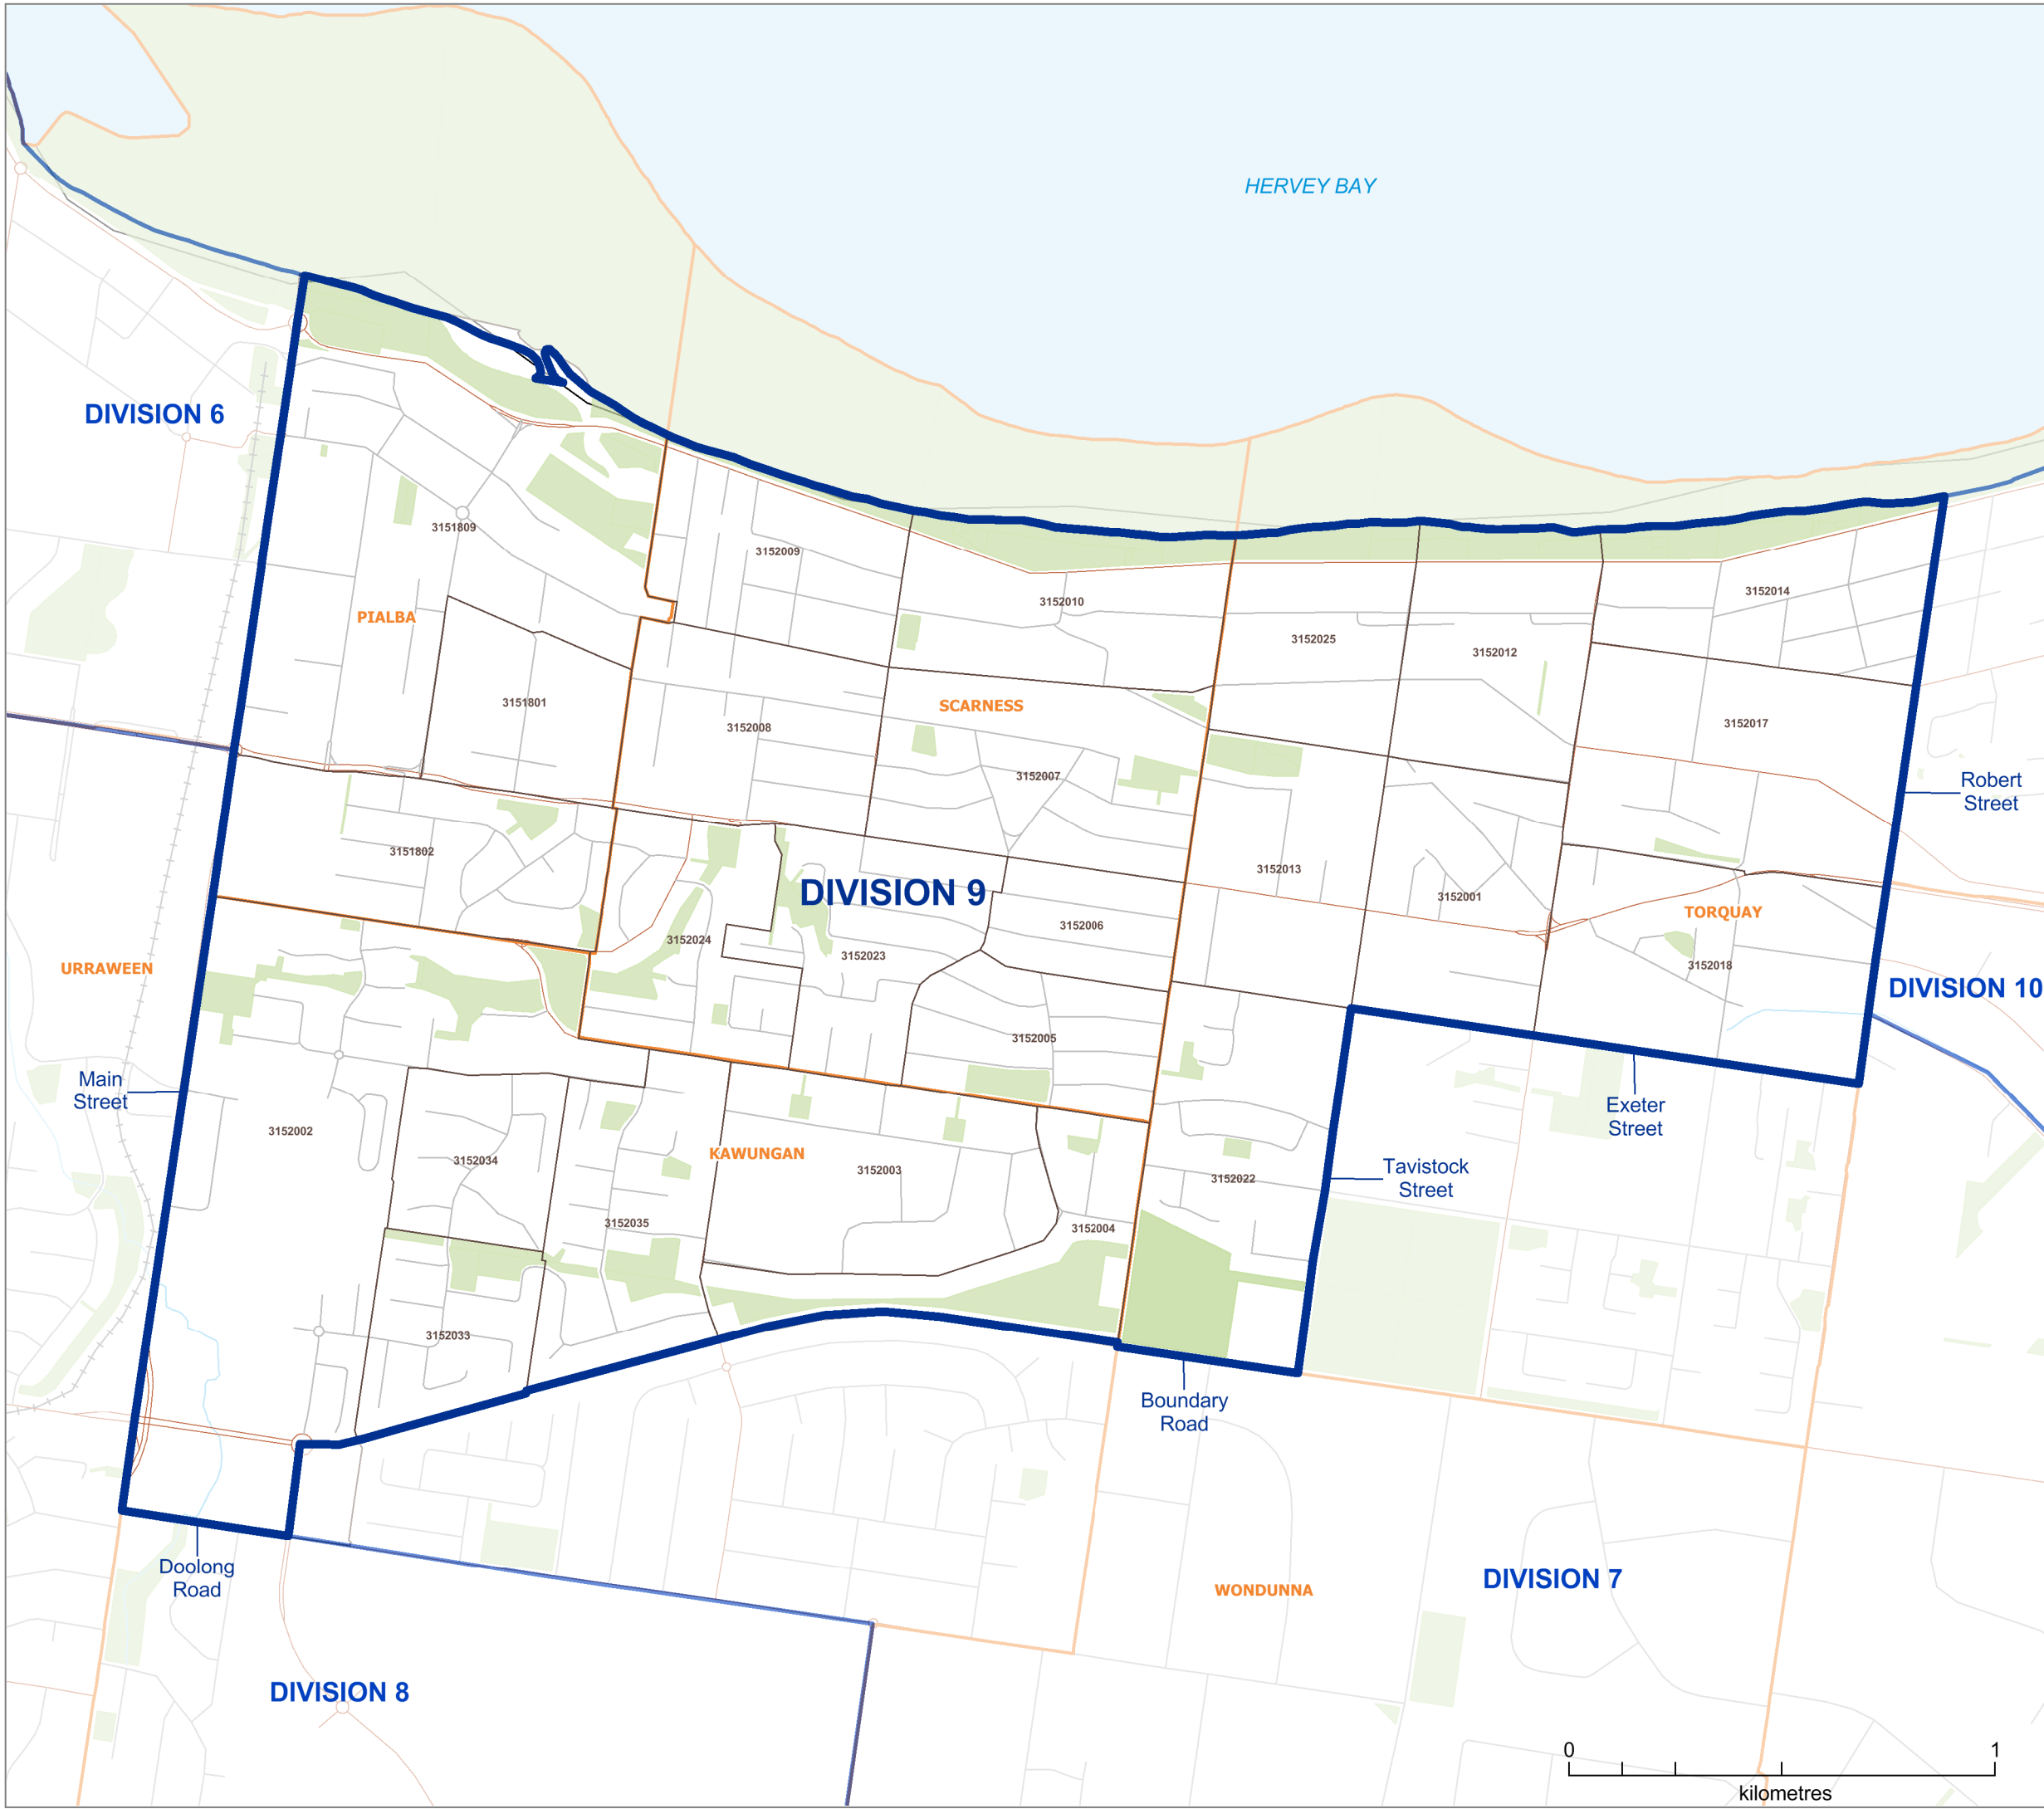 HERVEY BAY
DIVISION 6
3151809
3152009
3152014
3152010
PIALBA
3152025
3152012
3151801
SCARNESS
3152017
3152008
3152007
Robert
Street
3151802
3152013
DIVISION 9
3152001
TORQUAY
3152006
3152024
3152023
URRAWEEN
3152018
DIVISION 10
3152005
Main
Street
Exeter
Street
3152002
KAWUNGAN
3152034
3152003
Tavistock
Street
3152022
3152035
3152004
3152033
Boundary
Road
Doolong
Road
WONDUNNA
DIVISION 7
DIVISION 8
0 1
kilometres